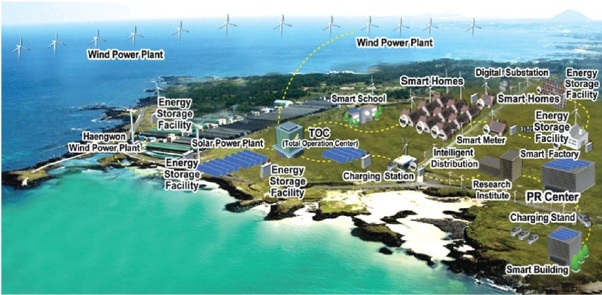 Wind Power Plant
Wind Power Plant
Smart Homes
Digital Substation
Energy
Storage
Facility
Energy
Storage
Facility
Smart School
Smart Homes
Haengwon
Wind Power Plant
Solar Power Plant
TOC
(Total Operation Center)
Smart Meter
Energy
Storage
Facility
Intelligent
Distribution
Smart Factory
Energy
Storage
Facility
Energy
Storage
Facility
Charging Station
Research
Institute
PR Center
Charging Stand
Smart Building